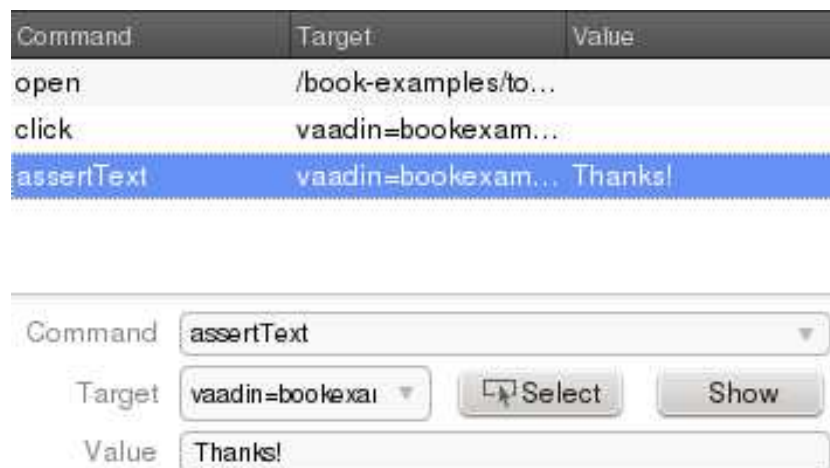 Command Target Value
open /book-examples/to...
click vaadin=bookexam...
assertText vaadin=bookexam... Thanks!
Command assertText
Target vaadin=bookexa Select Show
Value Thanks!